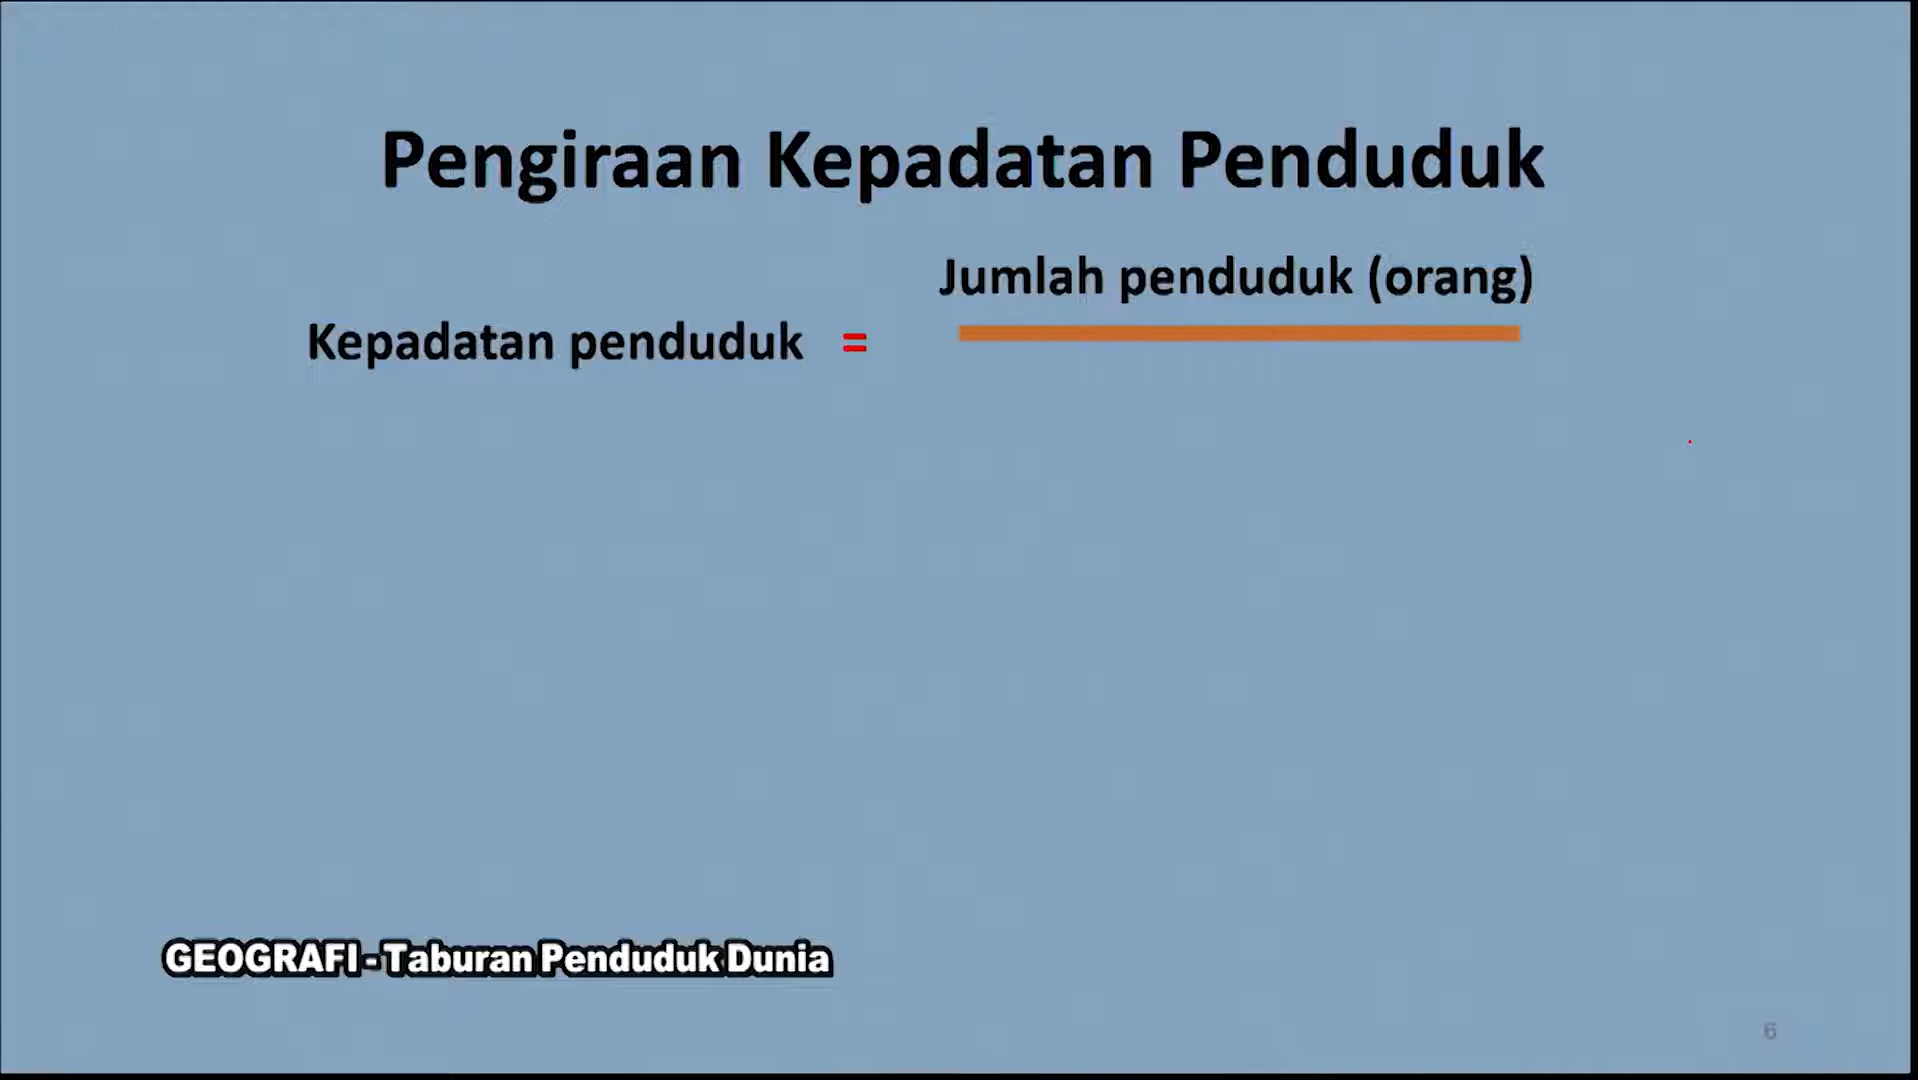 Pengiraan Kepadatan Penduduk
Jumlah penduduk (orang)
Kepadatan penduduk =
GEOGRAFI - Taburan Penduduk Dunia
6